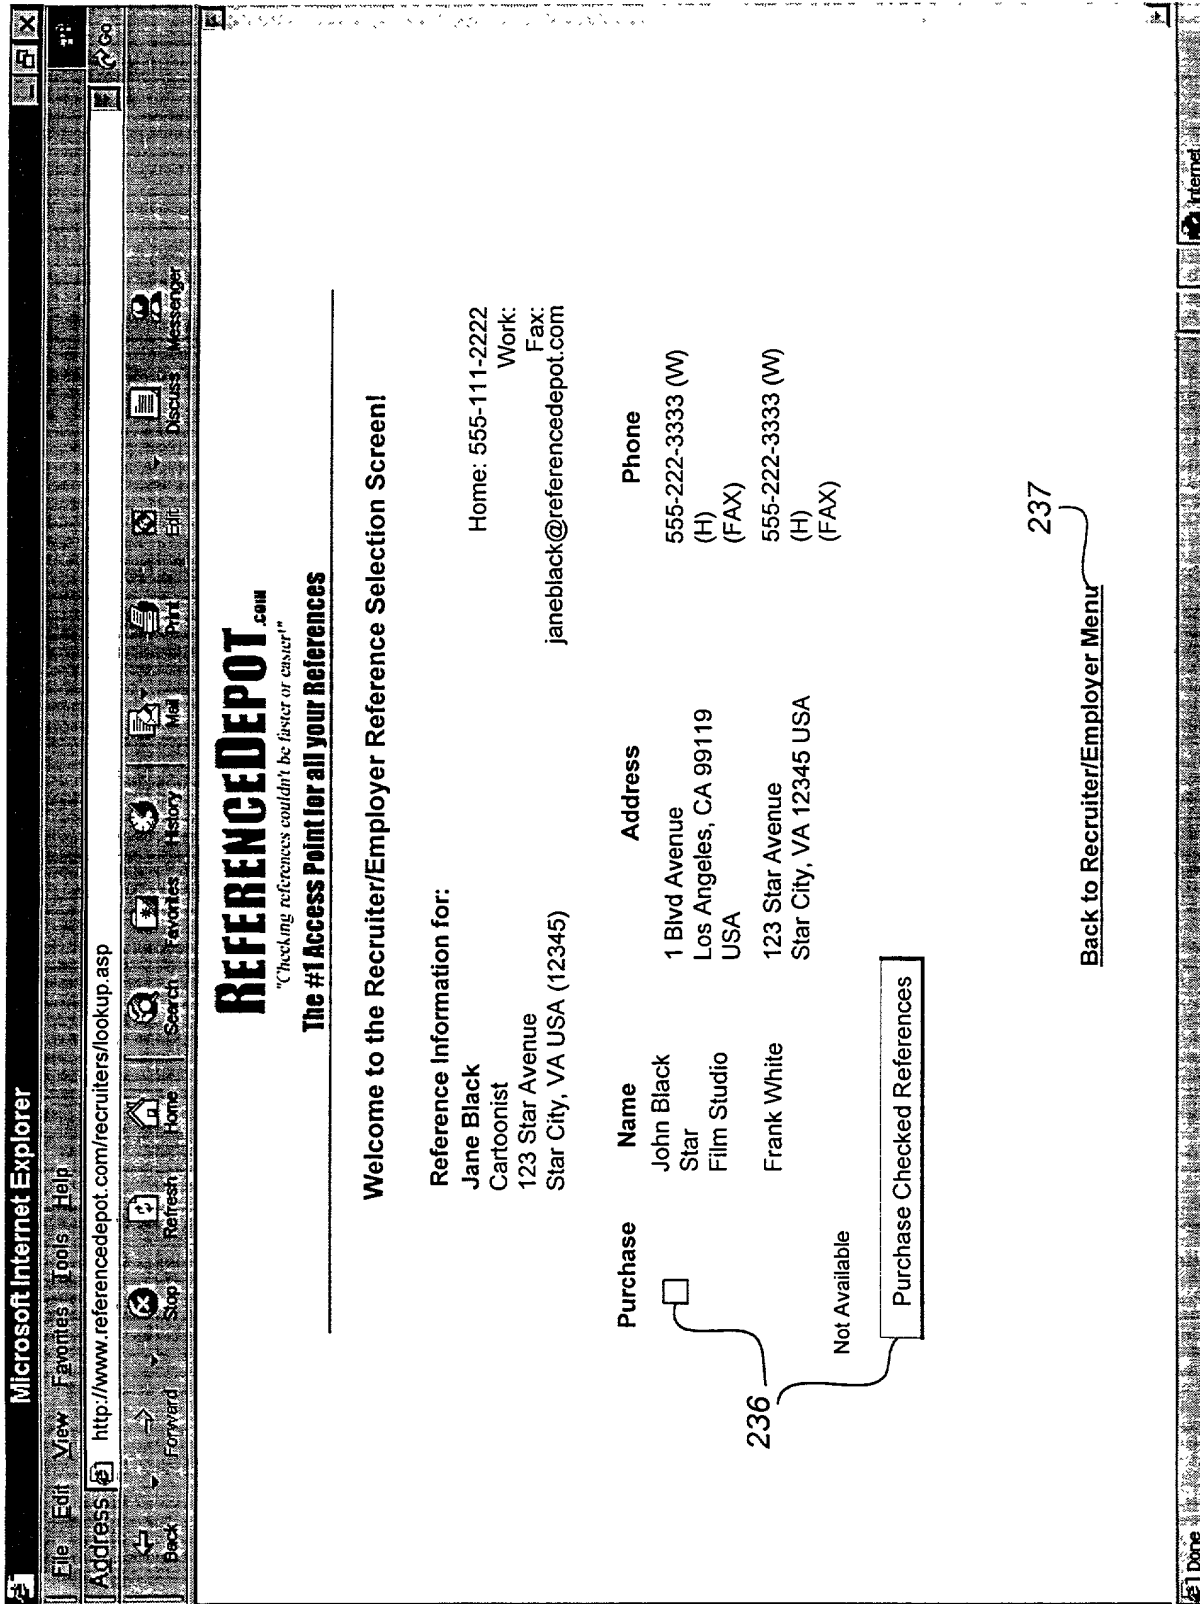 Microsoft Internet Explorer
File Edit View Favorites Tools Help
Address http://www.referencedepot.com/recruiters/lookup.asp Go
Back Forward Stop Refresh Home Search Favorites History Mail Print Edit Discuss Messenger
REFERENCEDEPOT.COM
"Checking references couldn't be faster or easier!"
The #1 Access Point for all your References
Welcome to the Recruiter/Employer Reference Selection Screen!
Reference Information for:
Jane Black Home: 555-111-2222
Cartoonist Work:
123 Star Avenue Fax:
Star City, VA USA (12345) janeblack@referencedepot.com
Purchase Name Address Phone
John Black 1 Blvd Avenue 555-222-3333 (W)
Star Los Angeles, CA 99119 (H)
Film Studio USA (FAX)
Frank White 123 Star Avenue 555-222-3333 (W)
Star City, VA 12345 USA (H)
Not Available (FAX)
236
Purchase Checked References
237
Back to Recruiter/Employer Menu
Done Internet